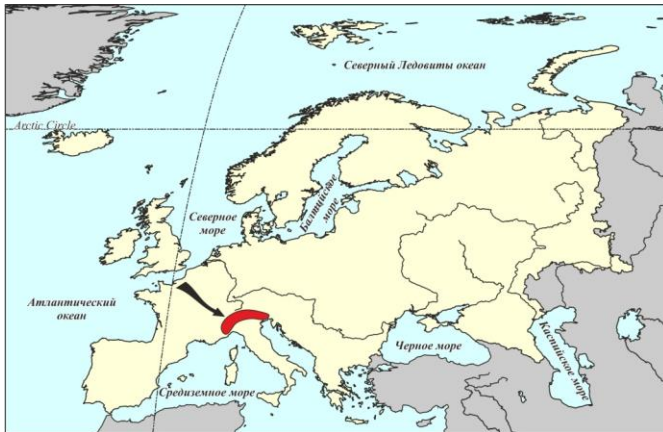 Северный Ледовиты океан
Arctic Circle
Северное
море
Балтийское
море
Атлантический
океан
Черное море
Каспийское море
Средиземное море